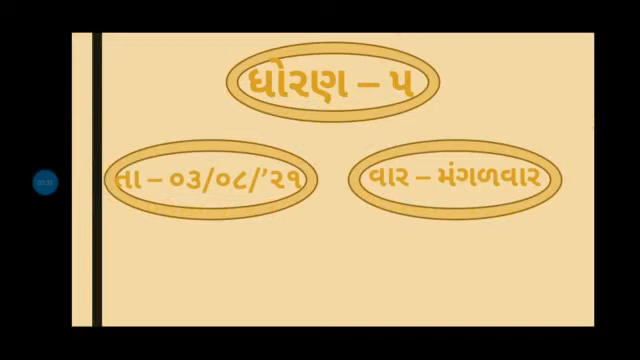 ધોરણ – ૫
તા – ૦૩/૦૮/'૨૧
વાર – મંગળવાર